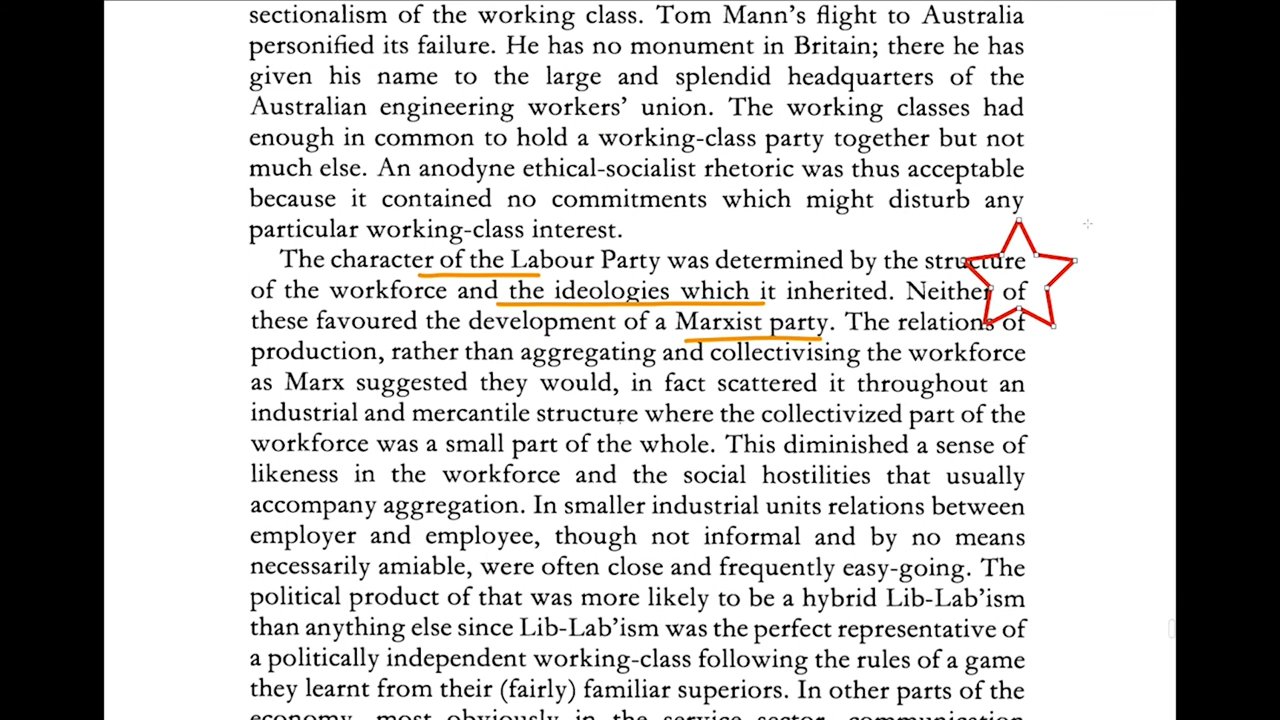 sectionalism of the working class. Tom Mann’s flight to Australia
personified its failure. He has no monument in Britain; there he has
given his name to the large and splendid headquarters of the
Australian engineering workers’ union. The working classes had
enough in common to hold a working-class party together but not
much else. An anodyne ethical-socialist rhetoric was thus acceptable
because it contained no commitments which might disturb any
particular working-class interest.
The character of the Labour Party was determined by the structure
of the workforce and the ideologies which it inherited. Neither of
these favoured the development of a Marxist party. The relations of
production, rather than aggregating and collectivising the workforce
as Marx suggested they would, in fact scattered it throughout an
industrial and mercantile structure where the collectivized part of the
workforce was a small part of the whole. This diminished a sense of
likeness in the workforce and the social hostilities that usually
accompany aggregation. In smaller industrial units relations between
employer and employee, though not informal and by no means
necessarily amiable, were often close and frequently easy-going. The
political product of that was more likely to be a hybrid Lib-Lab’ism
than anything else since Lib-Lab’ism was the perfect representative of
a politically independent working-class following the rules of a game
they learnt from their (fairly) familiar superiors. In other parts of the
economy, most obviously in the service sector, communication